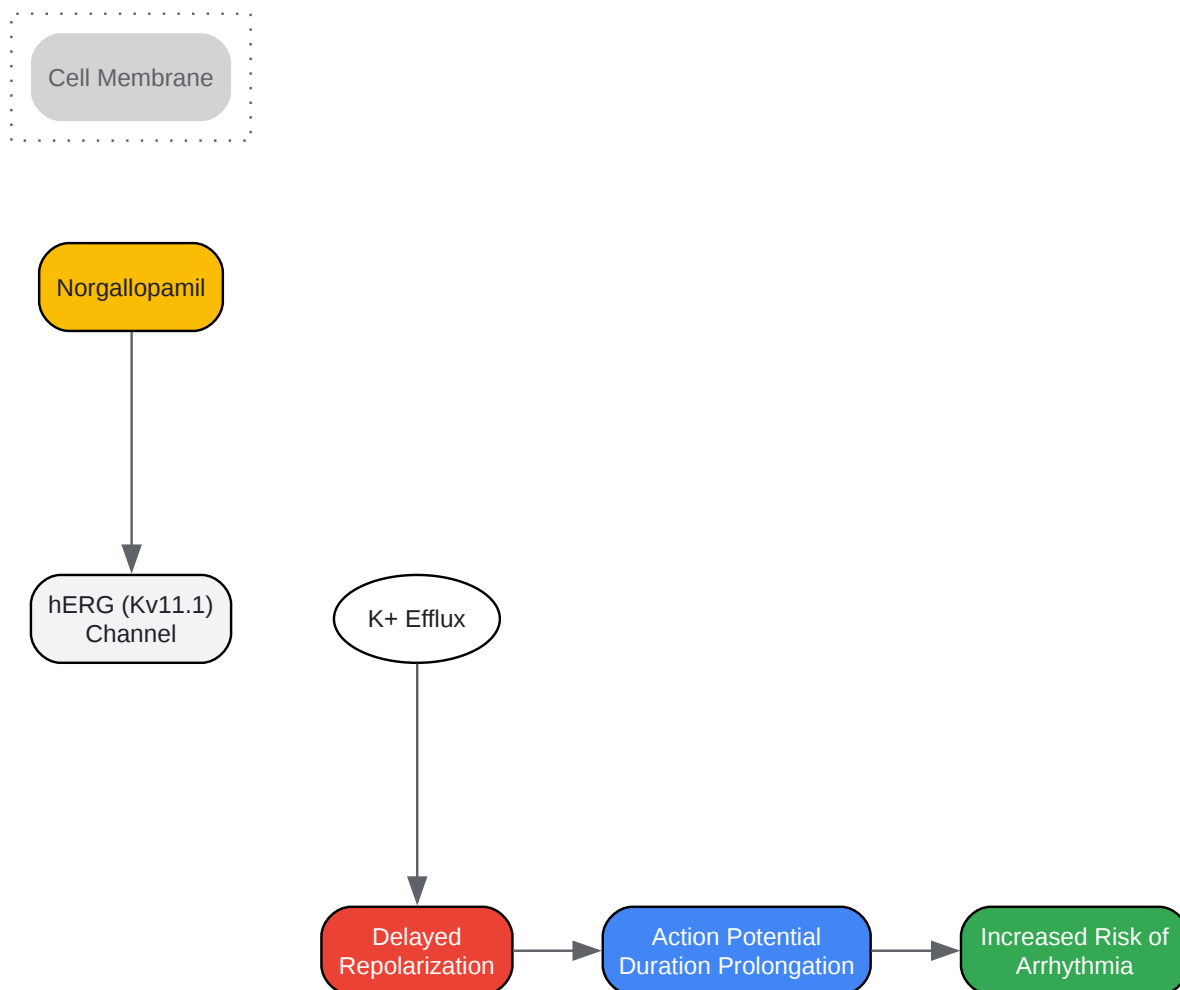 Cell Membrane
Norgallopamil
hERG (Kv11.1)
Channel
K+ Efflux
Delayed
Repolarization
Action Potential
Duration Prolongation
Increased Risk of
Arrhythmia